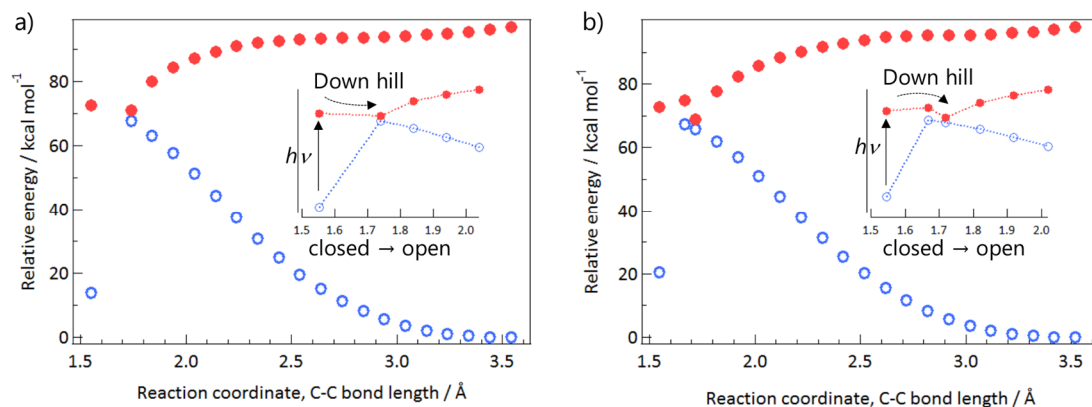 a)
Relative energy / kcal mol⁻¹
80
60
40
20
0
1.5
2.0
2.5
3.0
3.5
Reaction coordinate, C-C bond length / Å
Down hill
hν
1.5
1.6
1.7
1.8
1.9
2.0
closed → open
b)
Relative energy / kcal mol⁻¹
80
60
40
20
0
1.5
2.0
2.5
3.0
3.5
Reaction coordinate, C-C bond length / Å
Down hill
hν
1.5
1.6
1.7
1.8
1.9
2.0
closed → open